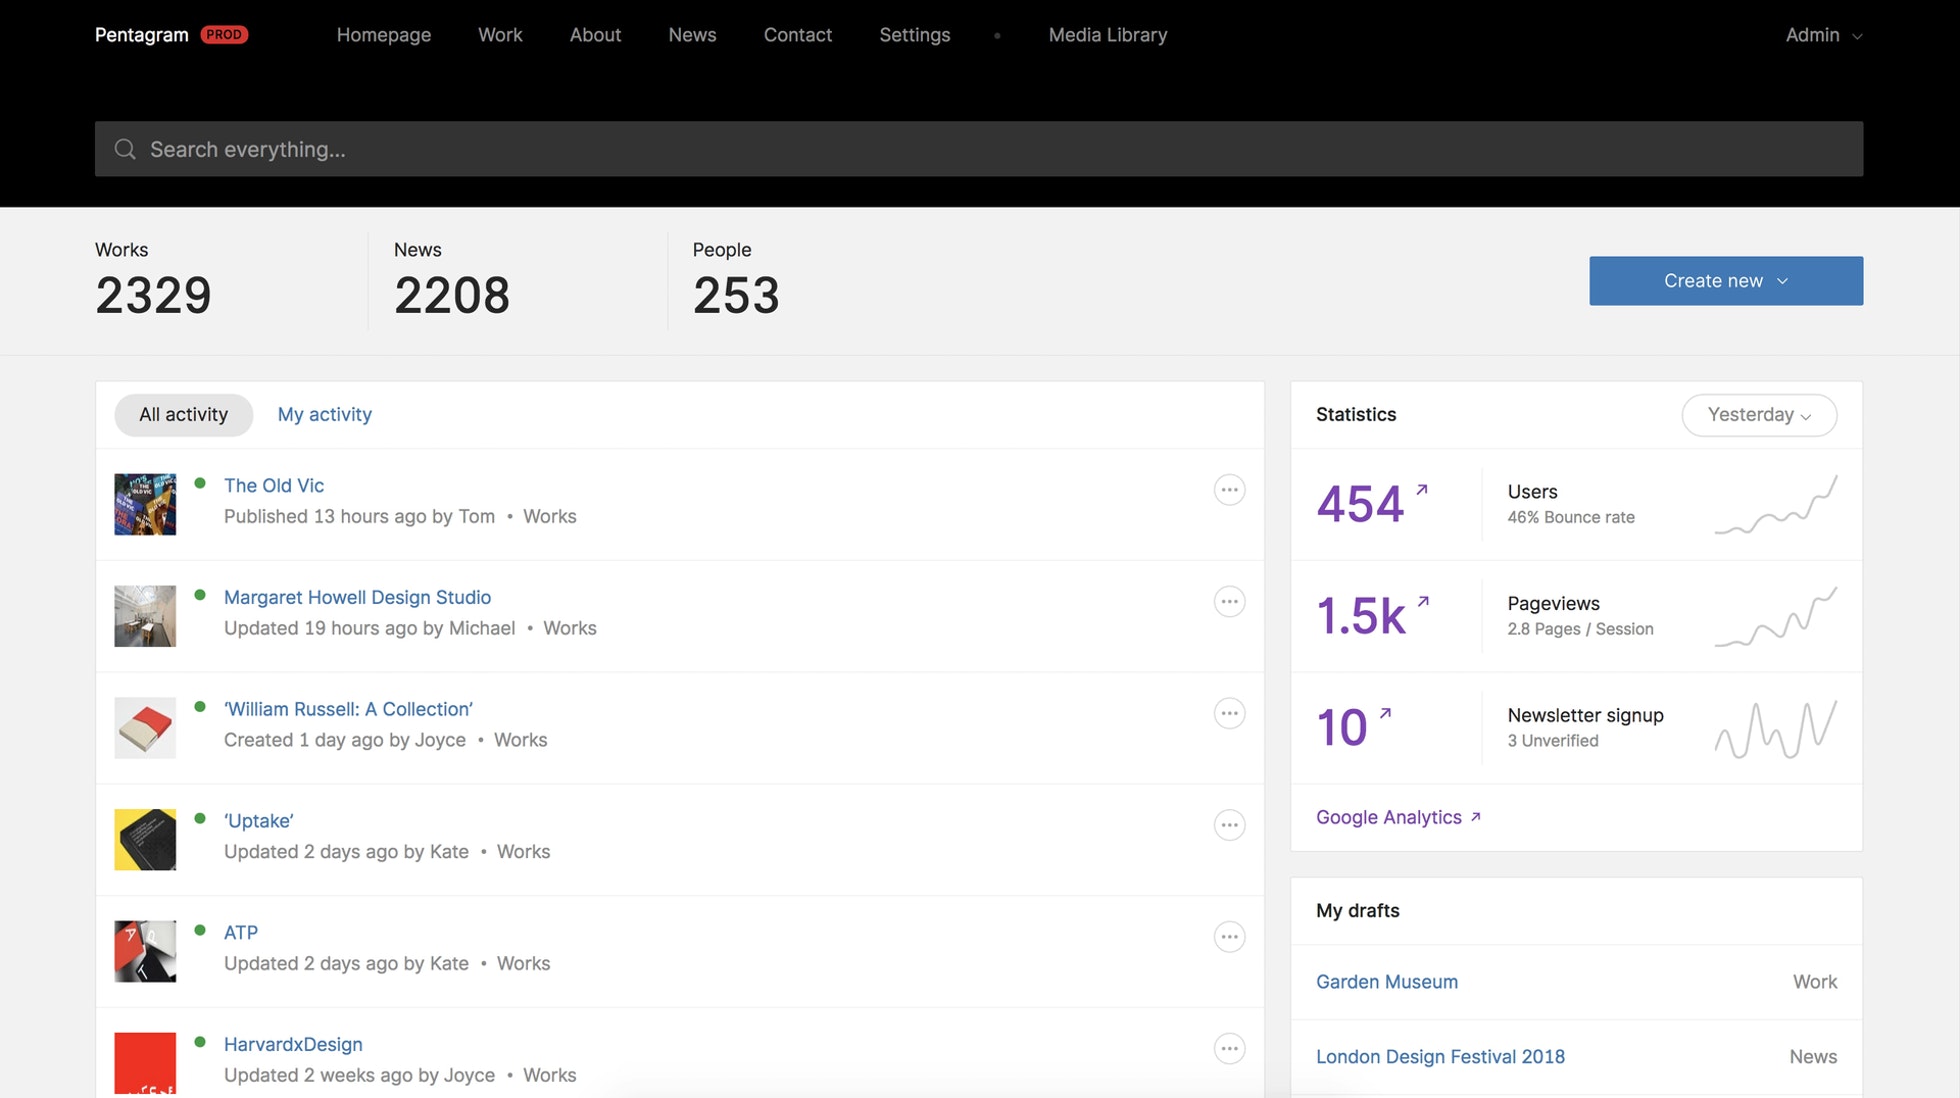 Pentagram PROD Homepage Work About News Contact Settings • Media Library Admin
Search everything...
Works News People
2329 2208 253
Create new
All activity My activity
The Old Vic
Published 13 hours ago by Tom • Works
Margaret Howell Design Studio
Updated 19 hours ago by Michael • Works
‘William Russell: A Collection’
Created 1 day ago by Joyce • Works
‘Uptake’
Updated 2 days ago by Kate • Works
ATP
Updated 2 days ago by Kate • Works
HarvardxDesign
Updated 2 weeks ago by Joyce • Works
Statistics Yesterday
454 Users
46% Bounce rate
1.5k Pageviews
2.8 Pages / Session
10 Newsletter signup
3 Unverified
Google Analytics
My drafts
Garden Museum Work
London Design Festival 2018 News